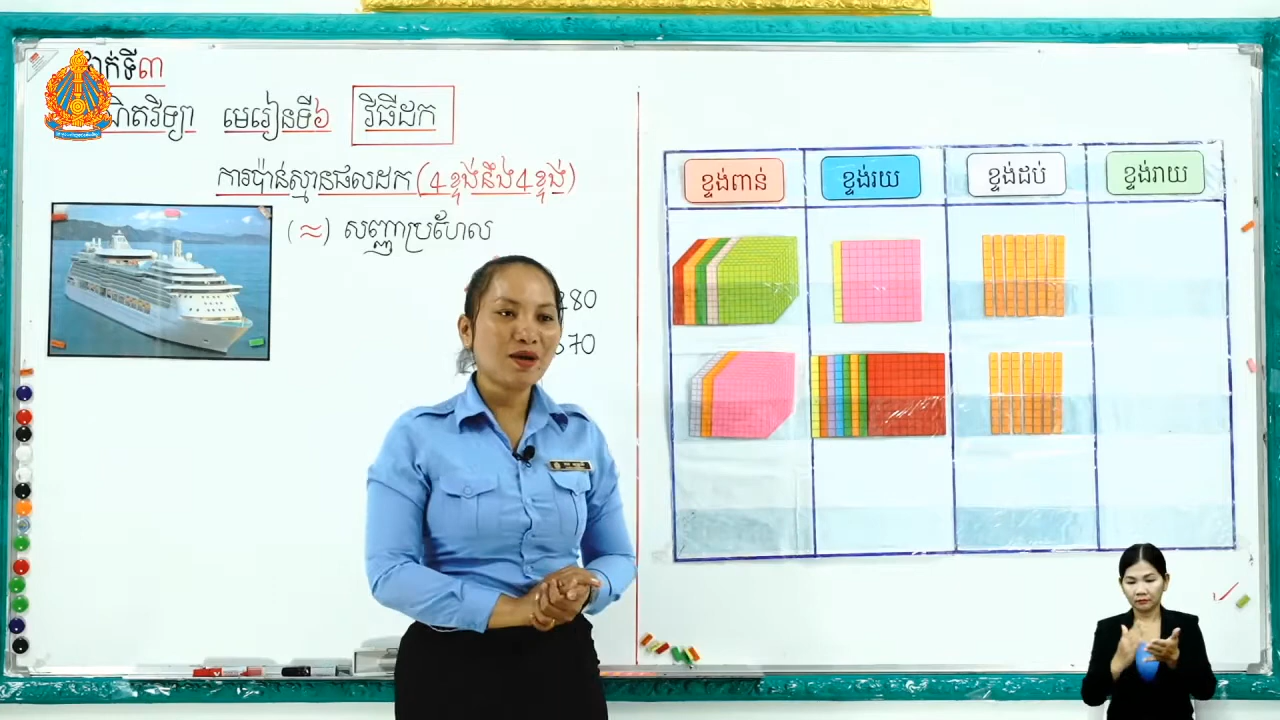 ថ្នាក់ទី៣
គណិតវិទ្យា មេរៀនទី៦ វិធីដក
ការប៉ាន់ស្មានផលដក (4ខ្ទង់នឹង4ខ្ទង់)
(≈) សញ្ញាប្រហែល
80
70
ខ្ទង់ពាន់ ខ្ទង់រយ ខ្ទង់ដប់ ខ្ទង់រាយ